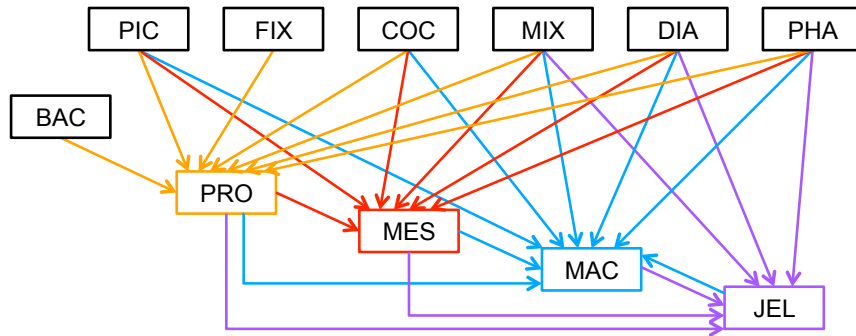 PIC FIX COC MIX DIA PHA
BAC
PRO
MES
MAC
JEL